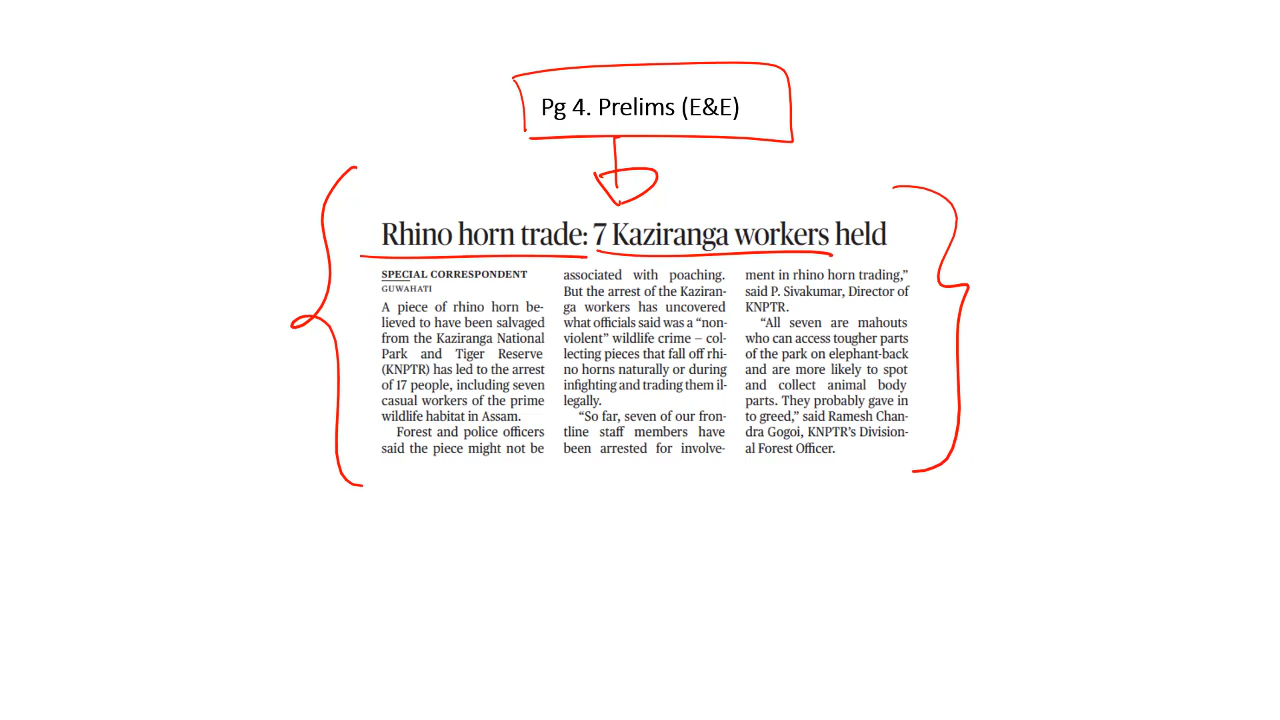 Pg 4. Prelims (E&E)
Rhino horn trade: 7 Kaziranga workers held
SPECIAL CORRESPONDENT
GUWAHATI
A piece of rhino horn be-
lieved to have been salvaged
from the Kaziranga National
Park and Tiger Reserve
(KNPTR) has led to the arrest
of 17 people, including seven
casual workers of the prime
wildlife habitat in Assam.
Forest and police officers
said the piece might not be
associated with poaching.
But the arrest of the Kaziran-
ga workers has uncovered
what officials said was a “non-
violent” wildlife crime – col-
lecting pieces that fall off rhi-
no horns naturally or during
infighting and trading them il-
legally.
“So far, seven of our fron-
tline staff members have
been arrested for involve-
ment in rhino horn trading,”
said P. Sivakumar, Director of
KNPTR.
“All seven are mahouts
who can access tougher parts
of the park on elephant-back
and are more likely to spot
and collect animal body
parts. They probably gave in
to greed,” said Ramesh Chan-
dra Gogoi, KNPTR’s Division-
al Forest Officer.